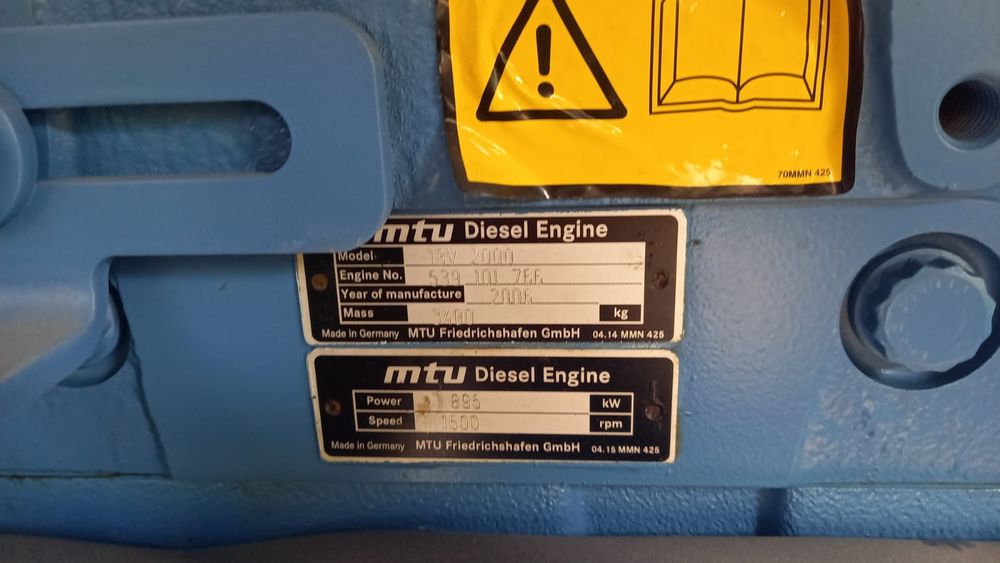 70MMN 425
mtu Diesel Engine
Model 2000
Engine No. 539 101
Year of manufacture
Mass kg
Made in Germany MTU Friedrichshafen GmbH 04.14 MMN 425
mtu Diesel Engine
Power 895 kW
Speed 1500 rpm
Made in Germany MTU Friedrichshafen GmbH 04.15 MMN 425